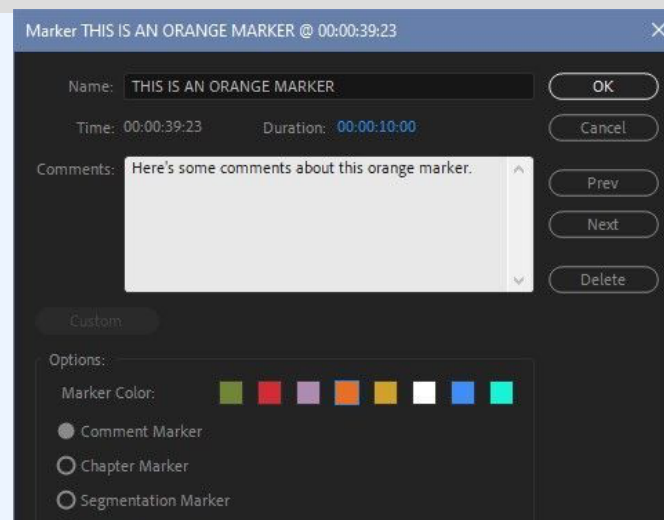 Marker THIS IS AN ORANGE MARKER @ 00:00:39:23
Name: THIS IS AN ORANGE MARKER
OK
Time: 00:00:39:23 Duration: 00:00:10:00
Cancel
Comments: Here's some comments about this orange marker.
Prev
Next
Delete
Custom
Options:
Marker Color:
Comment Marker
Chapter Marker
Segmentation Marker